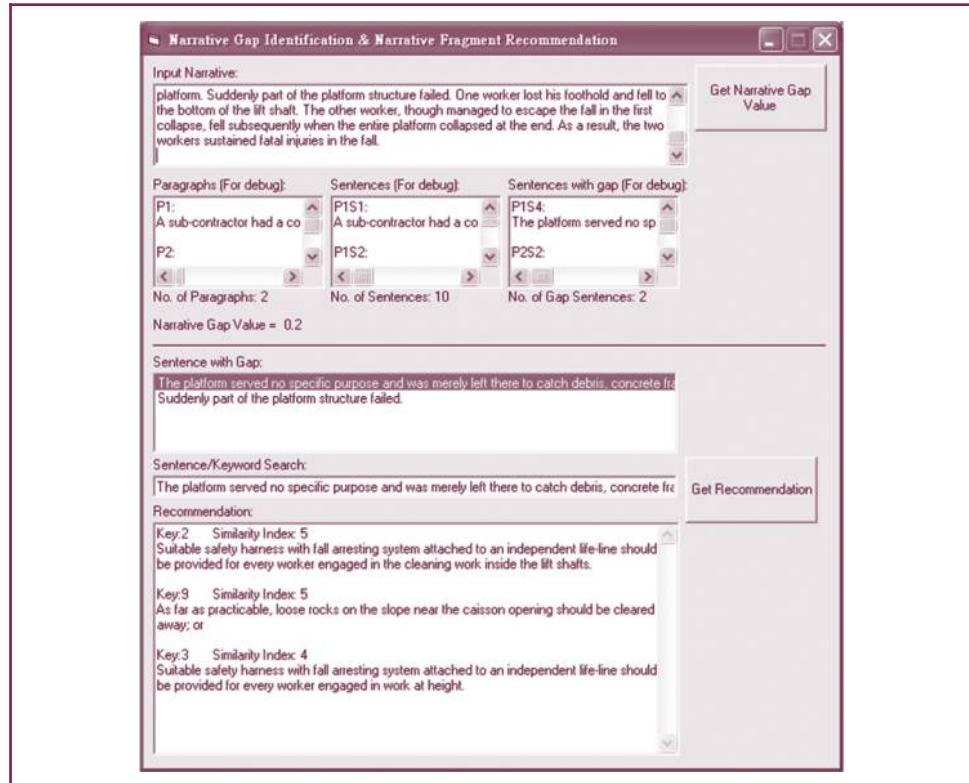 Narrative Gap Identification & Narrative Fragment Recommendation
Input Narrative:
platform. Suddenly part of the platform structure failed. One worker lost his foothold and fell to
the bottom of the lift shaft. The other worker, though managed to escape the fall in the first
collapse, fell subsequently when the entire platform collapsed at the end. As a result, the two
workers sustained fatal injuries in the fall.
Get Narrative Gap
Value
Paragraphs (For debug):
P1:
A sub-contractor had a co
P2:
No. of Paragraphs: 2
Sentences (For debug):
P1S1:
A sub-contractor had a co
P1S2:
No. of Sentences: 10
Sentences with gap (For debug):
P1S4:
The platform served no sp
P2S2:
No. of Gap Sentences: 2
Narrative Gap Value = 0.2
Sentence with Gap:
The platform served no specific purpose and was merely left there to catch debris, concrete fra
Suddenly part of the platform structure failed.
Sentence/Keyword Search:
The platform served no specific purpose and was merely left there to catch debris, concrete fra
Get Recommendation
Recommendation:
Key:2 Similarity Index: 5
Suitable safety harness with fall arresting system attached to an independent life-line should
be provided for every worker engaged in the cleaning work inside the lift shafts.
Key:9 Similarity Index: 5
As far as practicable, loose rocks on the slope near the caisson opening should be cleared
away; or
Key:3 Similarity Index: 4
Suitable safety harness with fall arresting system attached to an independent life-line should
be provided for every worker engaged in work at height.